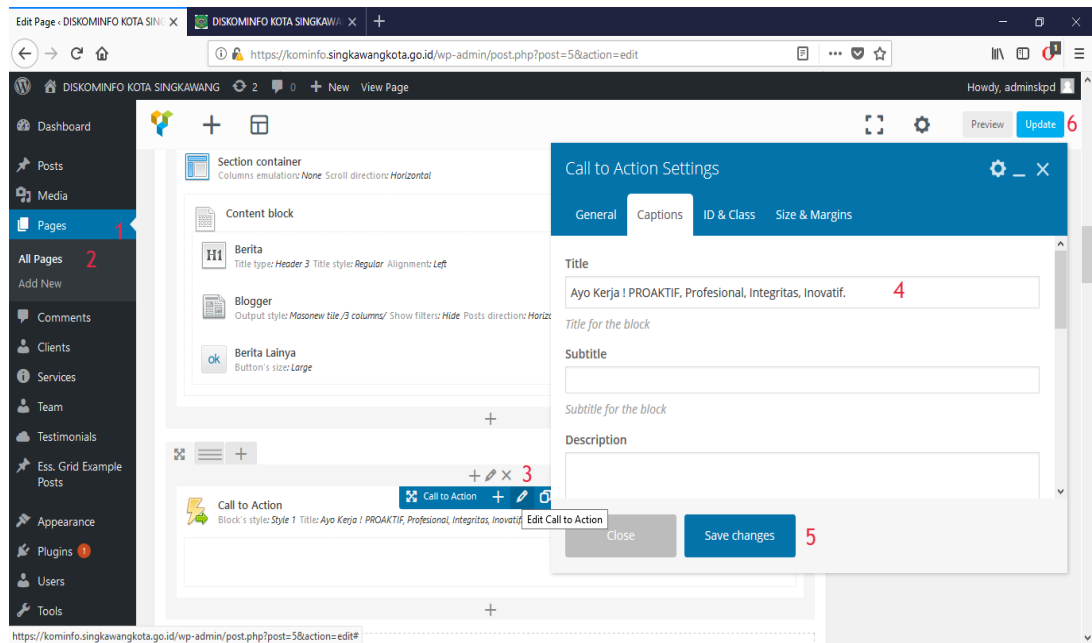 Edit Page ‹ DISKOMINFO KOTA SING
DISKOMINFO KOTA SINGKAWA
https://kominfo.singkawangkota.go.id/wp-admin/post.php?post=5&action=edit
DISKOMINFO KOTA SINGKAWANG 2 0 + New View Page
Howdy, adminskpd
Dashboard
Posts
Media
Pages 1
All Pages 2
Add New
Comments
Clients
Services
Team
Testimonials
Ess. Grid Example
Posts
Appearance
Plugins 1
Users
Tools
Preview Update 6
Section container
Columns emulation: None Scroll direction: Horizontal
Content block
H1 Berita
Title type: Header 3 Title style: Regular Alignment: Left
Blogger
Output style: Masonew tile /3 columns/ Show filters: Hide Posts direction: Horizo
ok Berita Lainya
Button's size: Large
3
Call to Action
Call to Action
Block's style: Style 1 Title: Ayo Kerja ! PROAKTIF, Profesional, Integritas, Inovatif.
Edit Call to Action
Call to Action Settings
General Captions ID & Class Size & Margins
Title
Ayo Kerja ! PROAKTIF, Profesional, Integritas, Inovatif. 4
Title for the block
Subtitle
Subtitle for the block
Description
Close Save changes 5
https://kominfo.singkawangkota.go.id/wp-admin/post.php?post=5&action=edit#